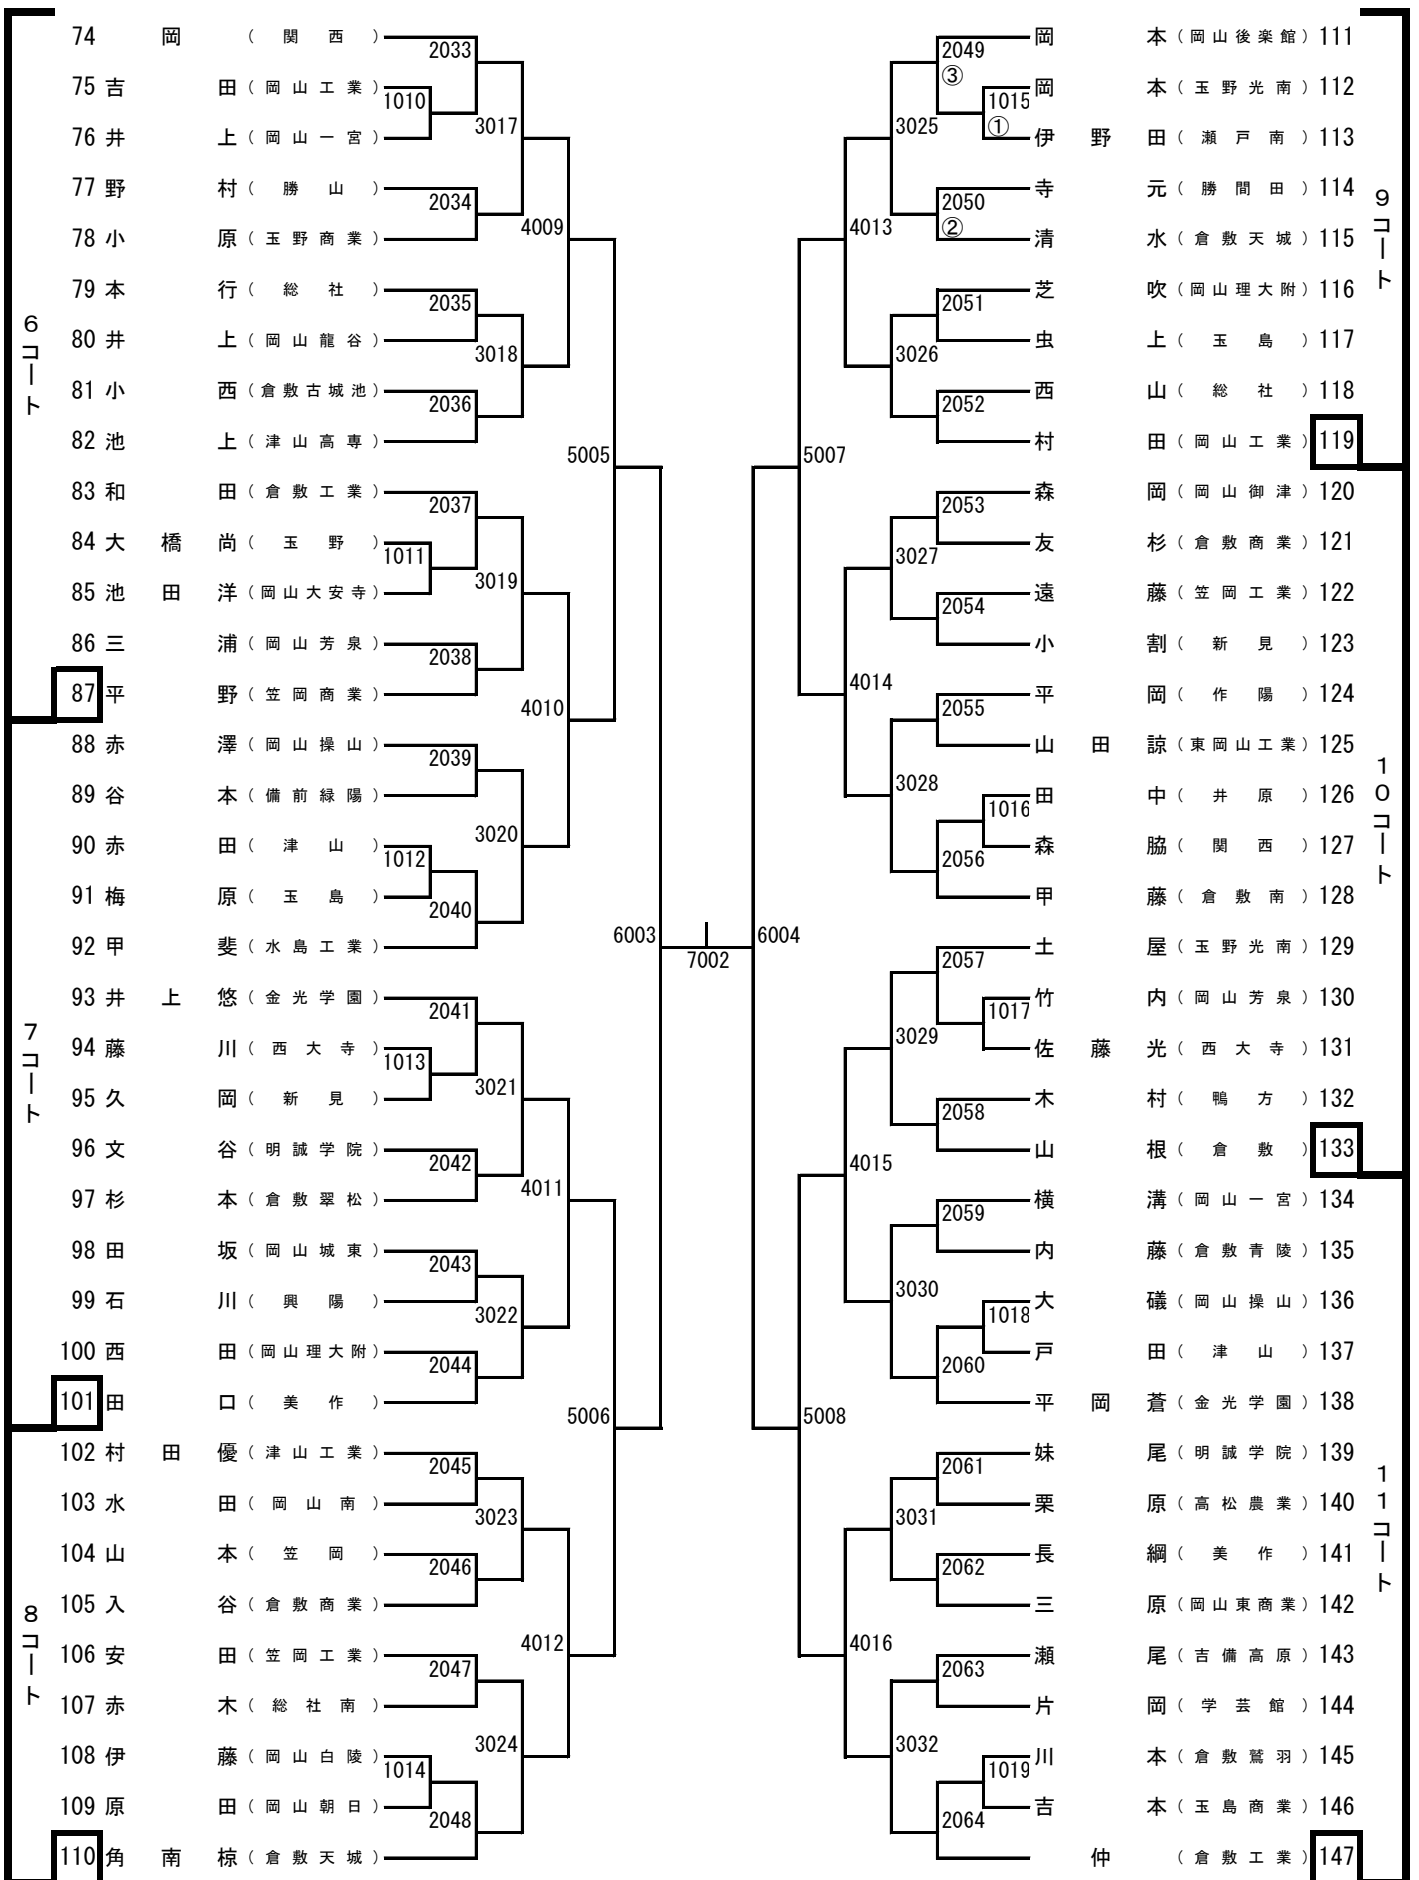 74 岡 （関西）
75 吉田（岡山工業）
76 井上（岡山一宮）
77 野村（勝山）
78 小原（玉野商業）
79 本行（総社）
80 井上（岡山龍谷）
81 小西（倉敷古城池）
82 池上（津山高専）
83 和田（倉敷工業）
84 大橋尚（玉野）
85 池田洋（岡山大安寺）
86 三浦（岡山芳泉）
87 平野（笠岡商業）
88 赤澤（岡山操山）
89 谷本（備前緑陽）
90 赤田（津山）
91 梅原（玉島）
92 甲斐（水島工業）
93 井上悠（金光学園）
94 藤川（西大寺）
95 久岡（新見）
96 文谷（明誠学院）
97 杉本（倉敷翠松）
98 田坂（岡山城東）
99 石川（興陽）
100 西田（岡山理大附）
101 田口（美作）
102 村田優（津山工業）
103 水田（岡山南）
104 山本（笠岡）
105 入谷（倉敷商業）
106 安田（笠岡工業）
107 赤木（総社南）
108 伊藤（岡山白陵）
109 原田（岡山朝日）
110 角南椋（倉敷天城）
6コート
7コート
8コート
1010
1011
1012
1013
1014
2033
2034
2035
2036
2037
2038
2039
2040
2041
2042
2043
2044
2045
2046
2047
2048
3017
3018
3019
3020
3021
3022
3023
3024
4009
4010
4011
4012
5005
5006
6003
7002
6004
5007
5008
4013
4014
4015
4016
3025
3026
3027
3028
3029
3030
3031
3032
2049
③
2050
②
2051
2052
2053
2054
2055
2056
2057
2058
2059
2060
2061
2062
2063
2064
1015
①
1016
1017
1018
1019
岡本（岡山後楽館）111
岡本（玉野光南）112
伊野田（瀬戸南）113
寺元（勝間田）114
清水（倉敷天城）115
芝吹（岡山理大附）116
虫上（玉島）117
西山（総社）118
村田（岡山工業）119
森岡（岡山御津）120
友杉（倉敷商業）121
遠藤（笠岡工業）122
小割（新見）123
平岡（作陽）124
山田諒（東岡山工業）125
田中（井原）126
森脇（関西）127
甲藤（倉敷南）128
土屋（玉野光南）129
竹内（岡山芳泉）130
佐藤光（西大寺）131
木村（鴨方）132
山根（倉敷）133
横溝（岡山一宮）134
内藤（倉敷青陵）135
大礒（岡山操山）136
戸田（津山）137
平岡蒼（金光学園）138
妹尾（明誠学院）139
栗原（高松農業）140
長綱（美作）141
三原（岡山東商業）142
瀬尾（吉備高原）143
片岡（学芸館）144
川本（倉敷鷲羽）145
吉本（玉島商業）146
仲 （倉敷工業）147
9コート
10コート
11コート